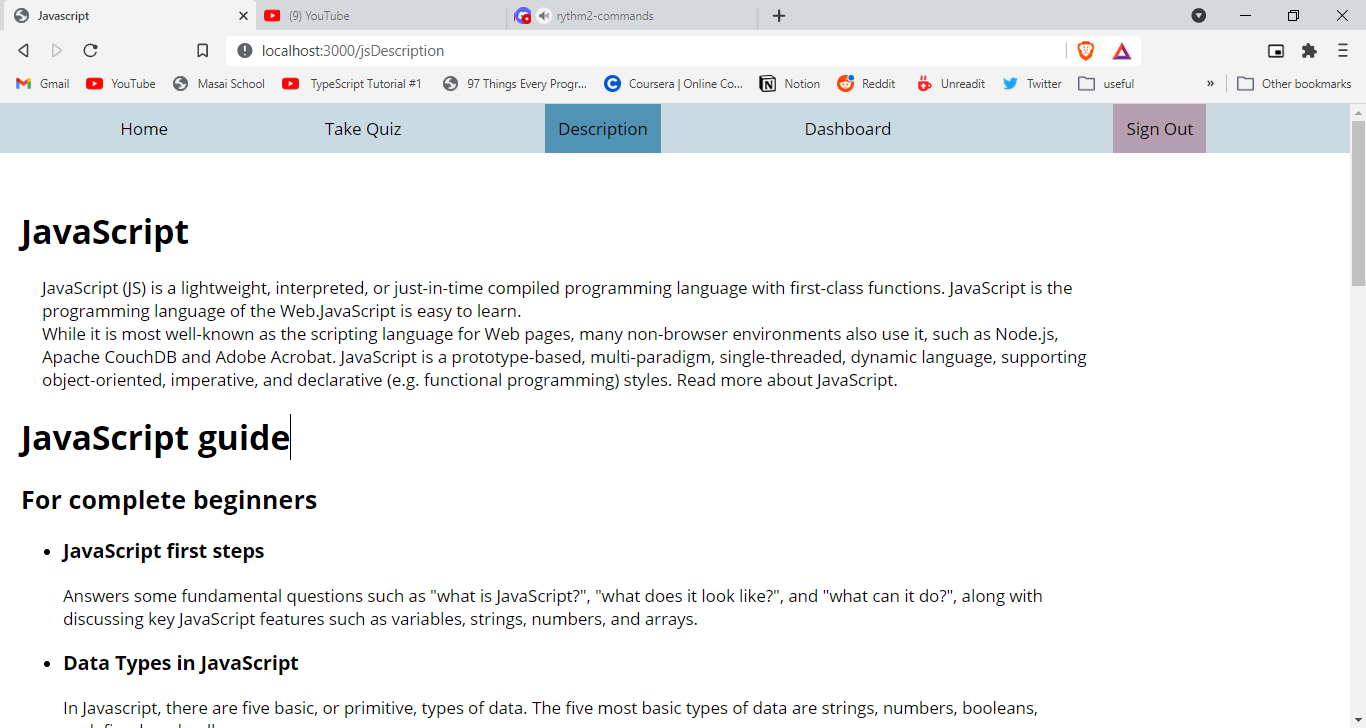 Javascript
(9) YouTube
rythm2-commands
localhost:3000/jsDescription
Gmail
YouTube
Masai School
TypeScript Tutorial #1
97 Things Every Progr...
Coursera | Online Co...
Notion
Reddit
Unreadit
Twitter
useful
»
Other bookmarks
Home
Take Quiz
Description
Dashboard
Sign Out
JavaScript
JavaScript (JS) is a lightweight, interpreted, or just-in-time compiled programming language with first-class functions. JavaScript is the
programming language of the Web.JavaScript is easy to learn.
While it is most well-known as the scripting language for Web pages, many non-browser environments also use it, such as Node.js,
Apache CouchDB and Adobe Acrobat. JavaScript is a prototype-based, multi-paradigm, single-threaded, dynamic language, supporting
object-oriented, imperative, and declarative (e.g. functional programming) styles. Read more about JavaScript.
JavaScript guide
For complete beginners
• JavaScript first steps
Answers some fundamental questions such as "what is JavaScript?", "what does it look like?", and "what can it do?", along with
discussing key JavaScript features such as variables, strings, numbers, and arrays.
• Data Types in JavaScript
In Javascript, there are five basic, or primitive, types of data. The five most basic types of data are strings, numbers, booleans,